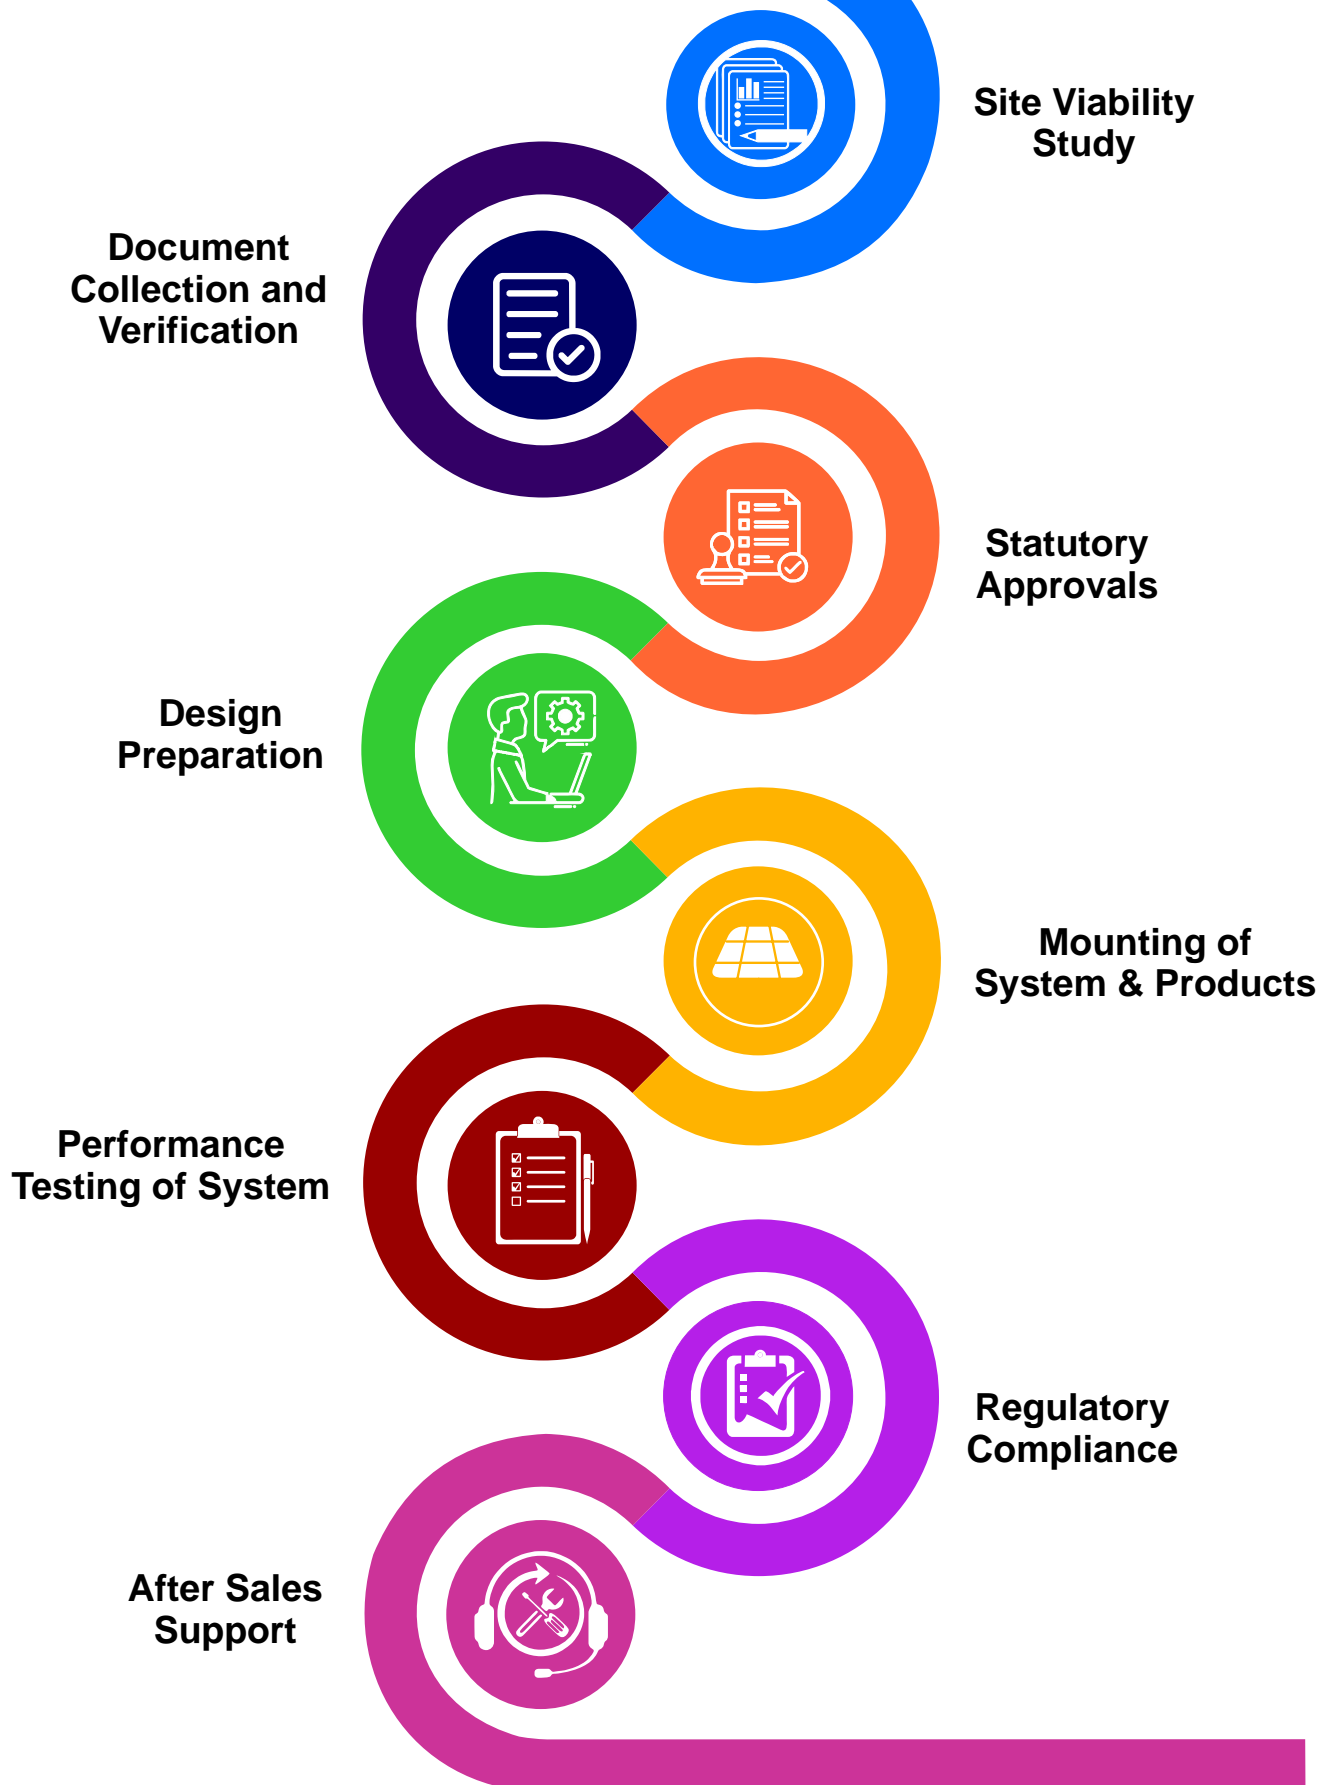 Site Viability
Study
Document
Collection and
Verification
Statutory
Approvals
Design
Preparation
Mounting of
System & Products
Performance
Testing of System
Regulatory
Compliance
After Sales
Support